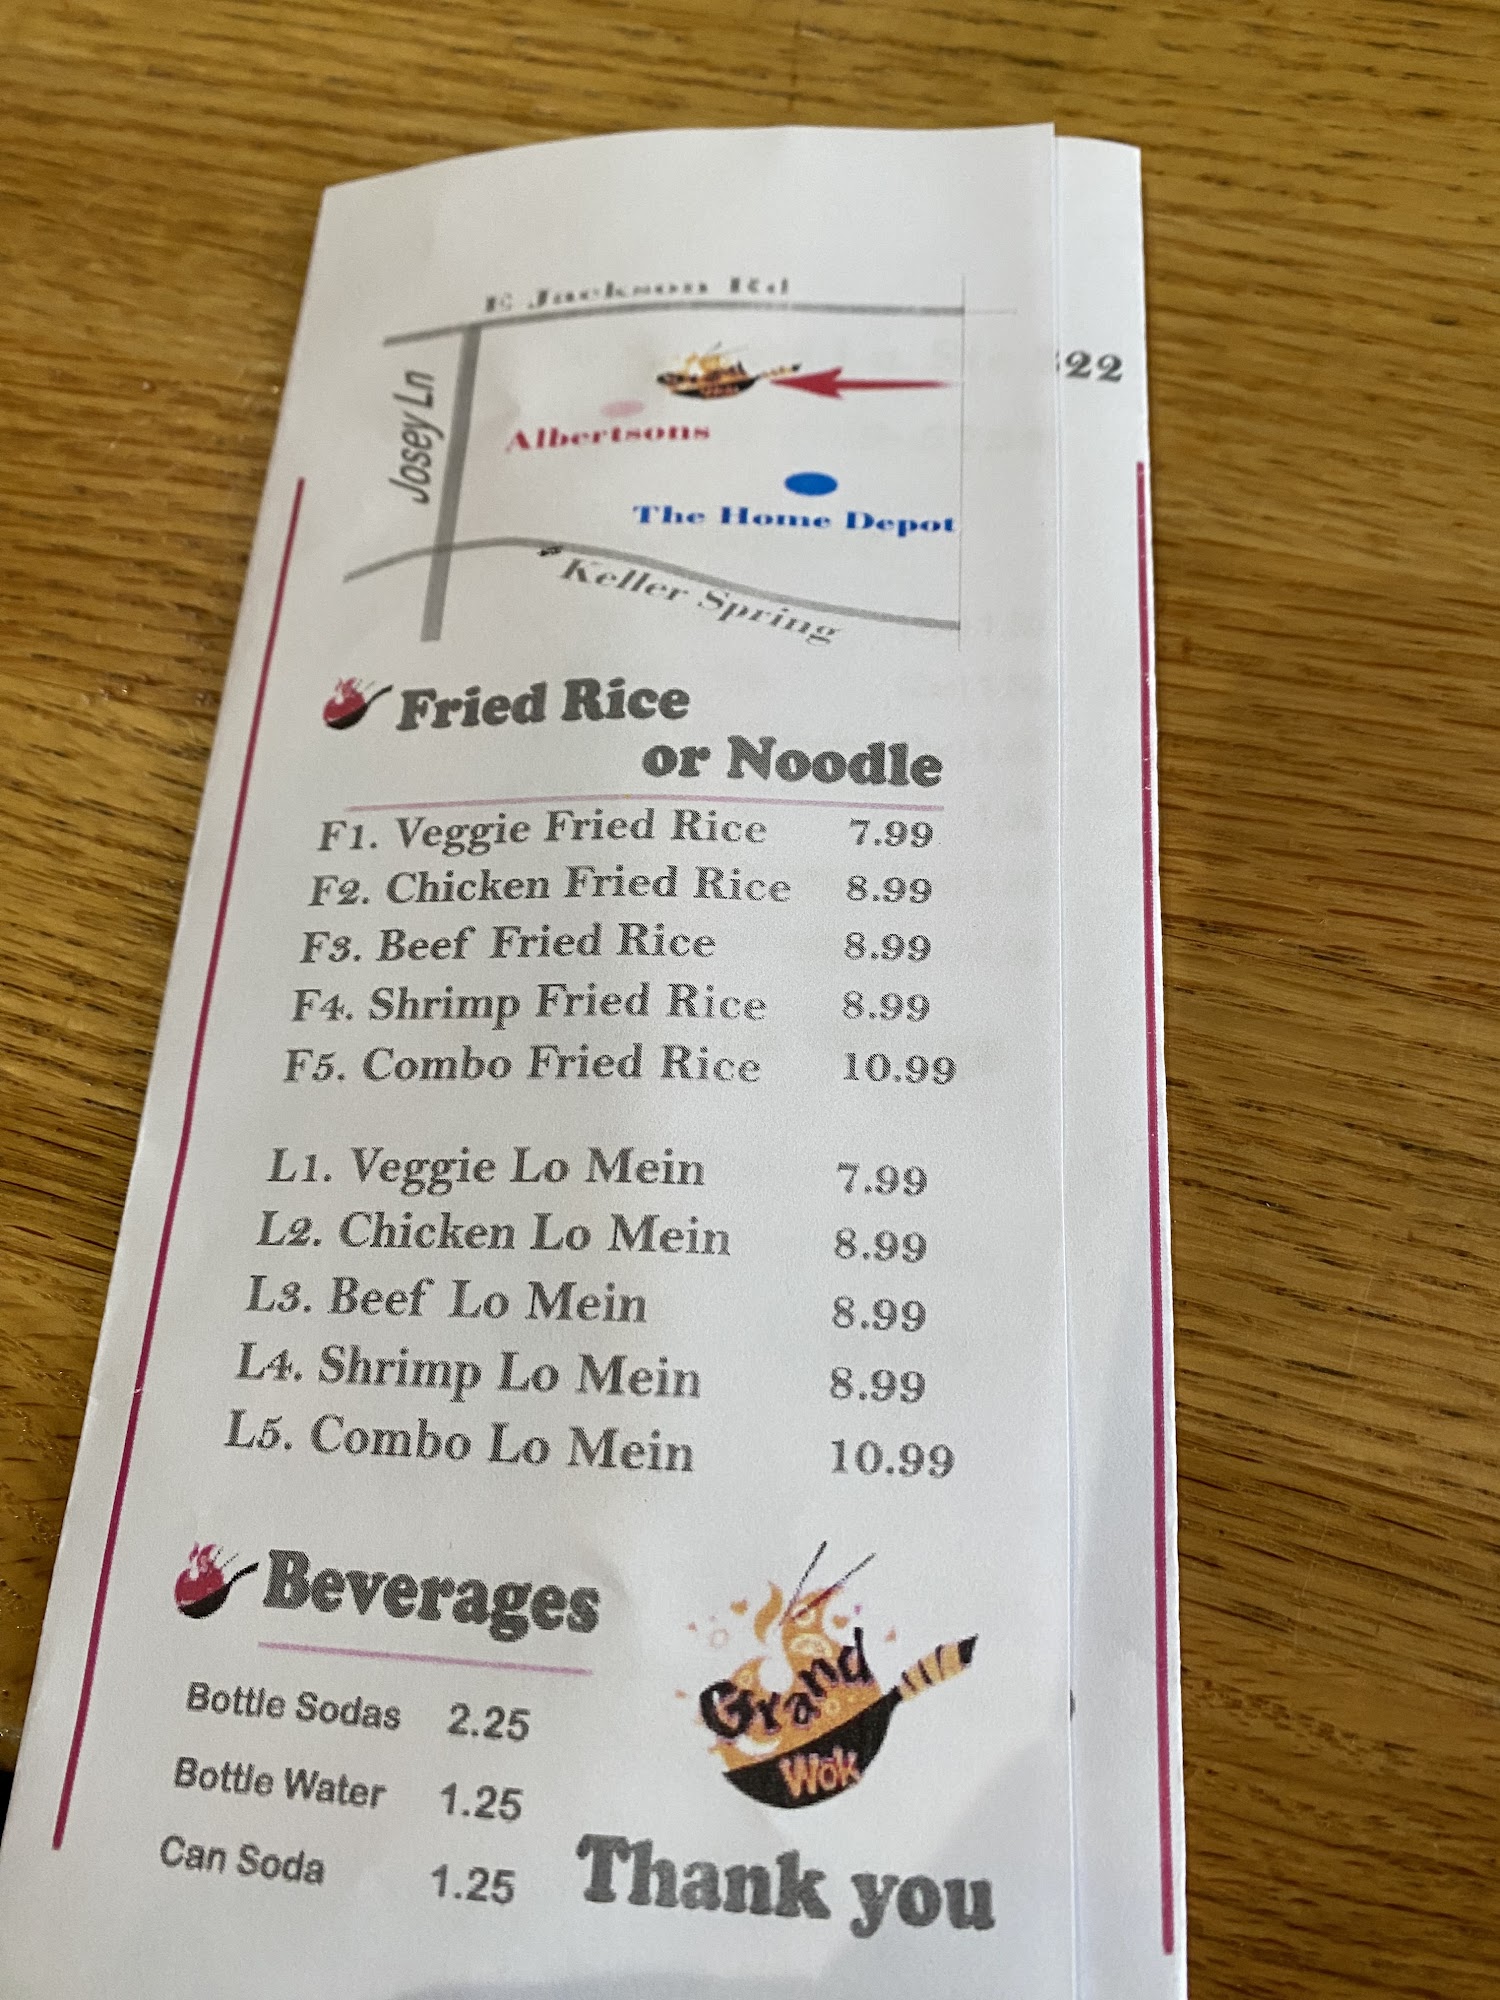 E Jackson Rd
Josey Ln
Albertsons
The Home Depot
Keller Spring
22
Fried Rice
or Noodle
F1. Veggie Fried Rice 7.99
F2. Chicken Fried Rice 8.99
F3. Beef Fried Rice 8.99
F4. Shrimp Fried Rice 8.99
F5. Combo Fried Rice 10.99
L1. Veggie Lo Mein 7.99
L2. Chicken Lo Mein 8.99
L3. Beef Lo Mein 8.99
L4. Shrimp Lo Mein 8.99
L5. Combo Lo Mein 10.99
Beverages
Bottle Sodas 2.25
Bottle Water 1.25
Can Soda 1.25
Grand
Wok
Thank you